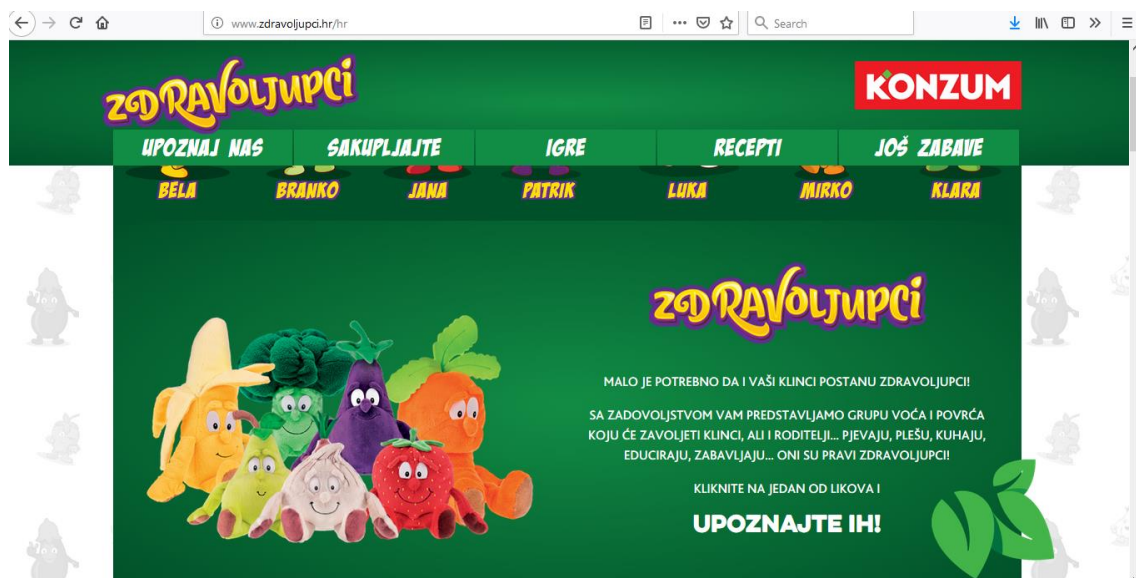 www.zdravoljupci.hr/hr
Search
ZDRAVOLJUPCI
KONZUM
UPOZNAJ NAS
SAKUPLJAJTE
IGRE
RECEPTI
JOŠ ZABAVE
BELA
BRANKO
JANA
PATRIK
LUKA
MIRKO
KLARA
ZDRAVOLJUPCI
MALO JE POTREBNO DA I VAŠI KLINCI POSTANU ZDRAVOLJUPCI!
SA ZADOVOLJSTVOM VAM PREDSTAVLJAMO GRUPU VOĆA I POVRĆA
KOJU ĆE ZAVOLJETI KLINCI, ALI I RODITELJI... PJEVAJU, PLEŠU, KUHAJU,
EDUCIRAJU, ZABAVLJAJU... ONI SU PRAVI ZDRAVOLJUPCI!
KLIKNITE NA JEDAN OD LIKOVA I
UPOZNAJTE IH!